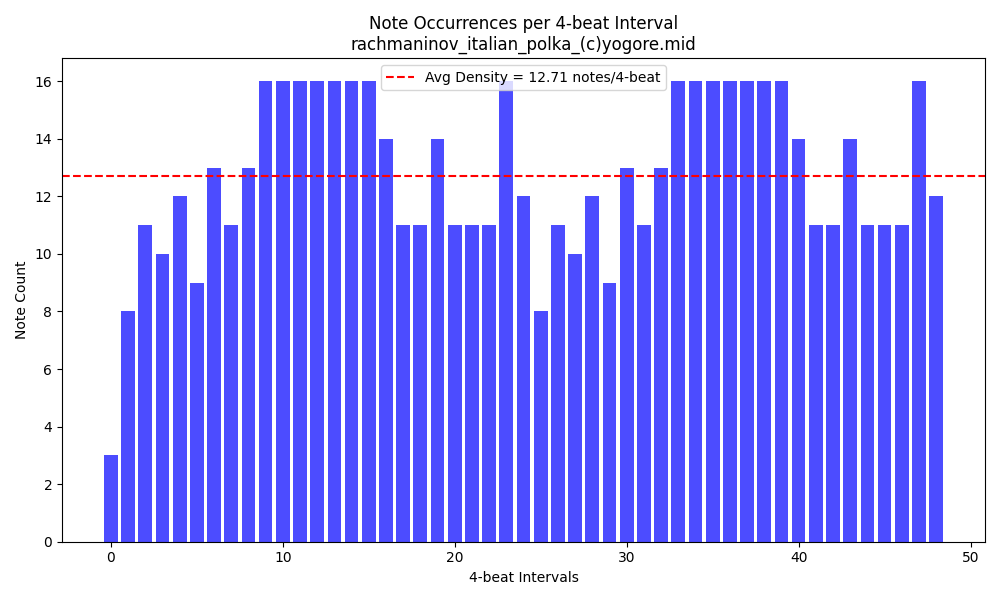 Note Occurrences per 4-beat Interval
rachmaninov_italian_polka_(c)yogore.mid
Avg Density = 12.71 notes/4-beat
Note Count
16
14
12
10
8
6
4
2
0
0 10 20 30 40 50
4-beat Intervals